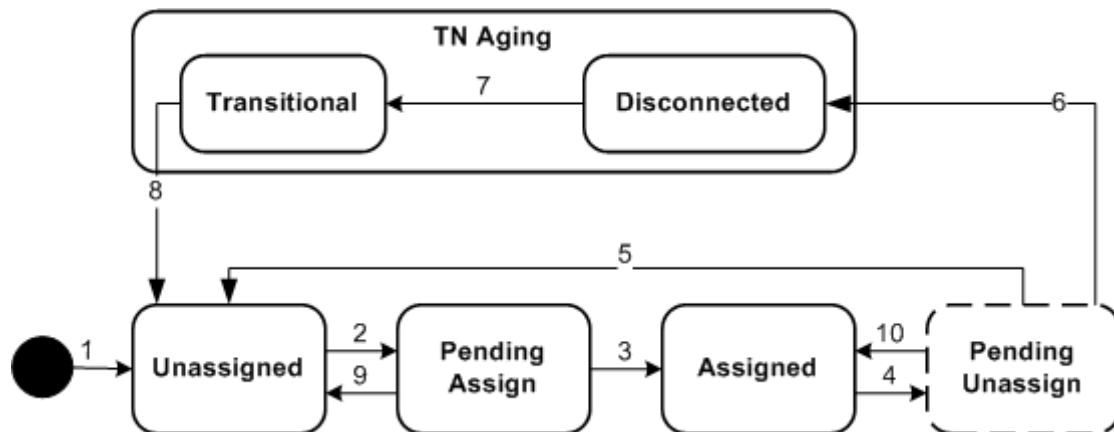 TN Aging
Transitional
7
Disconnected
6
8
5
1
Unassigned
2
9
Pending
Assign
3
Assigned
10
4
Pending
Unassign